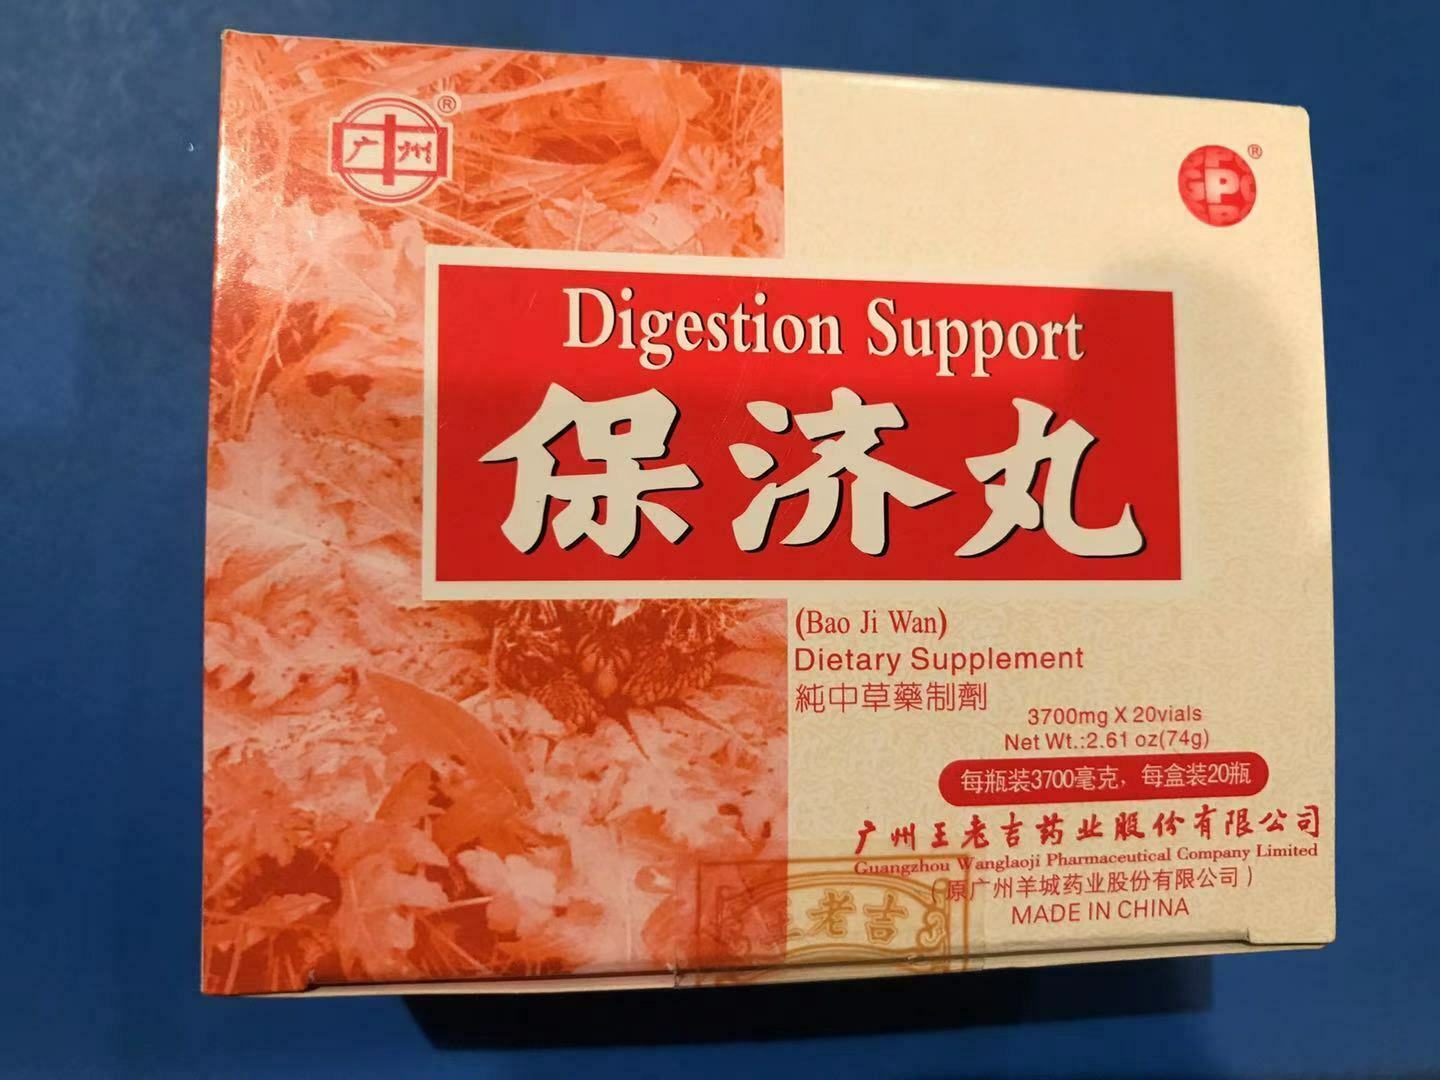 广州®
GPC®
Digestion Support
保济丸
(Bao Ji Wan)
Dietary Supplement
純中草藥制劑
3700mg X 20vials
Net Wt.:2.61 oz(74g)
每瓶装3700毫克，每盒装20瓶
广州王老吉药业股份有限公司
Guangzhou Wanglaoji Pharmaceutical Company Limited
(原广州羊城药业股份有限公司)
MADE IN CHINA
王老吉